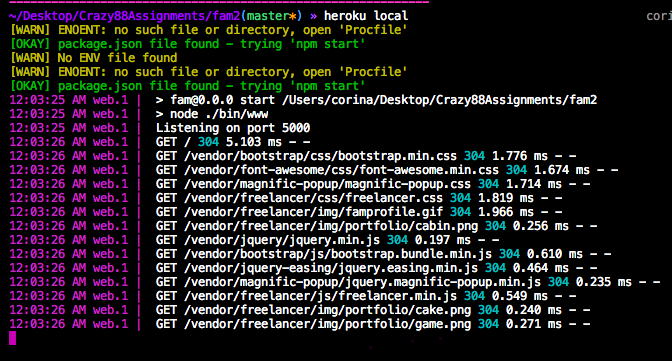 ~/Desktop/Crazy88Assignments/fam2(master*) » heroku local cori
[WARN] ENOENT: no such file or directory, open 'Procfile'
[OKAY] package.json file found - trying 'npm start'
[WARN] No ENV file found
[WARN] ENOENT: no such file or directory, open 'Procfile'
[OKAY] package.json file found - trying 'npm start'
12:03:25 AM web.1 | > fam@0.0.0 start /Users/corina/Desktop/Crazy88Assignments/fam2
12:03:25 AM web.1 | > node ./bin/www
12:03:25 AM web.1 | Listening on port 5000
12:03:26 AM web.1 | GET / 304 5.103 ms - -
12:03:26 AM web.1 | GET /vendor/bootstrap/css/bootstrap.min.css 304 1.776 ms - -
12:03:26 AM web.1 | GET /vendor/font-awesome/css/font-awesome.min.css 304 1.674 ms - -
12:03:26 AM web.1 | GET /vendor/magnific-popup/magnific-popup.css 304 1.714 ms - -
12:03:26 AM web.1 | GET /vendor/freelancer/css/freelancer.css 304 1.819 ms - -
12:03:26 AM web.1 | GET /vendor/freelancer/img/famprofile.gif 304 1.966 ms - -
12:03:26 AM web.1 | GET /vendor/freelancer/img/portfolio/cabin.png 304 0.256 ms - -
12:03:26 AM web.1 | GET /vendor/jquery/jquery.min.js 304 0.197 ms - -
12:03:26 AM web.1 | GET /vendor/bootstrap/js/bootstrap.bundle.min.js 304 0.610 ms - -
12:03:26 AM web.1 | GET /vendor/jquery-easing/jquery.easing.min.js 304 0.464 ms - -
12:03:26 AM web.1 | GET /vendor/magnific-popup/jquery.magnific-popup.min.js 304 0.235 ms - -
12:03:26 AM web.1 | GET /vendor/freelancer/js/freelancer.min.js 304 0.549 ms - -
12:03:26 AM web.1 | GET /vendor/freelancer/img/portfolio/cake.png 304 0.240 ms - -
12:03:26 AM web.1 | GET /vendor/freelancer/img/portfolio/game.png 304 0.271 ms - -